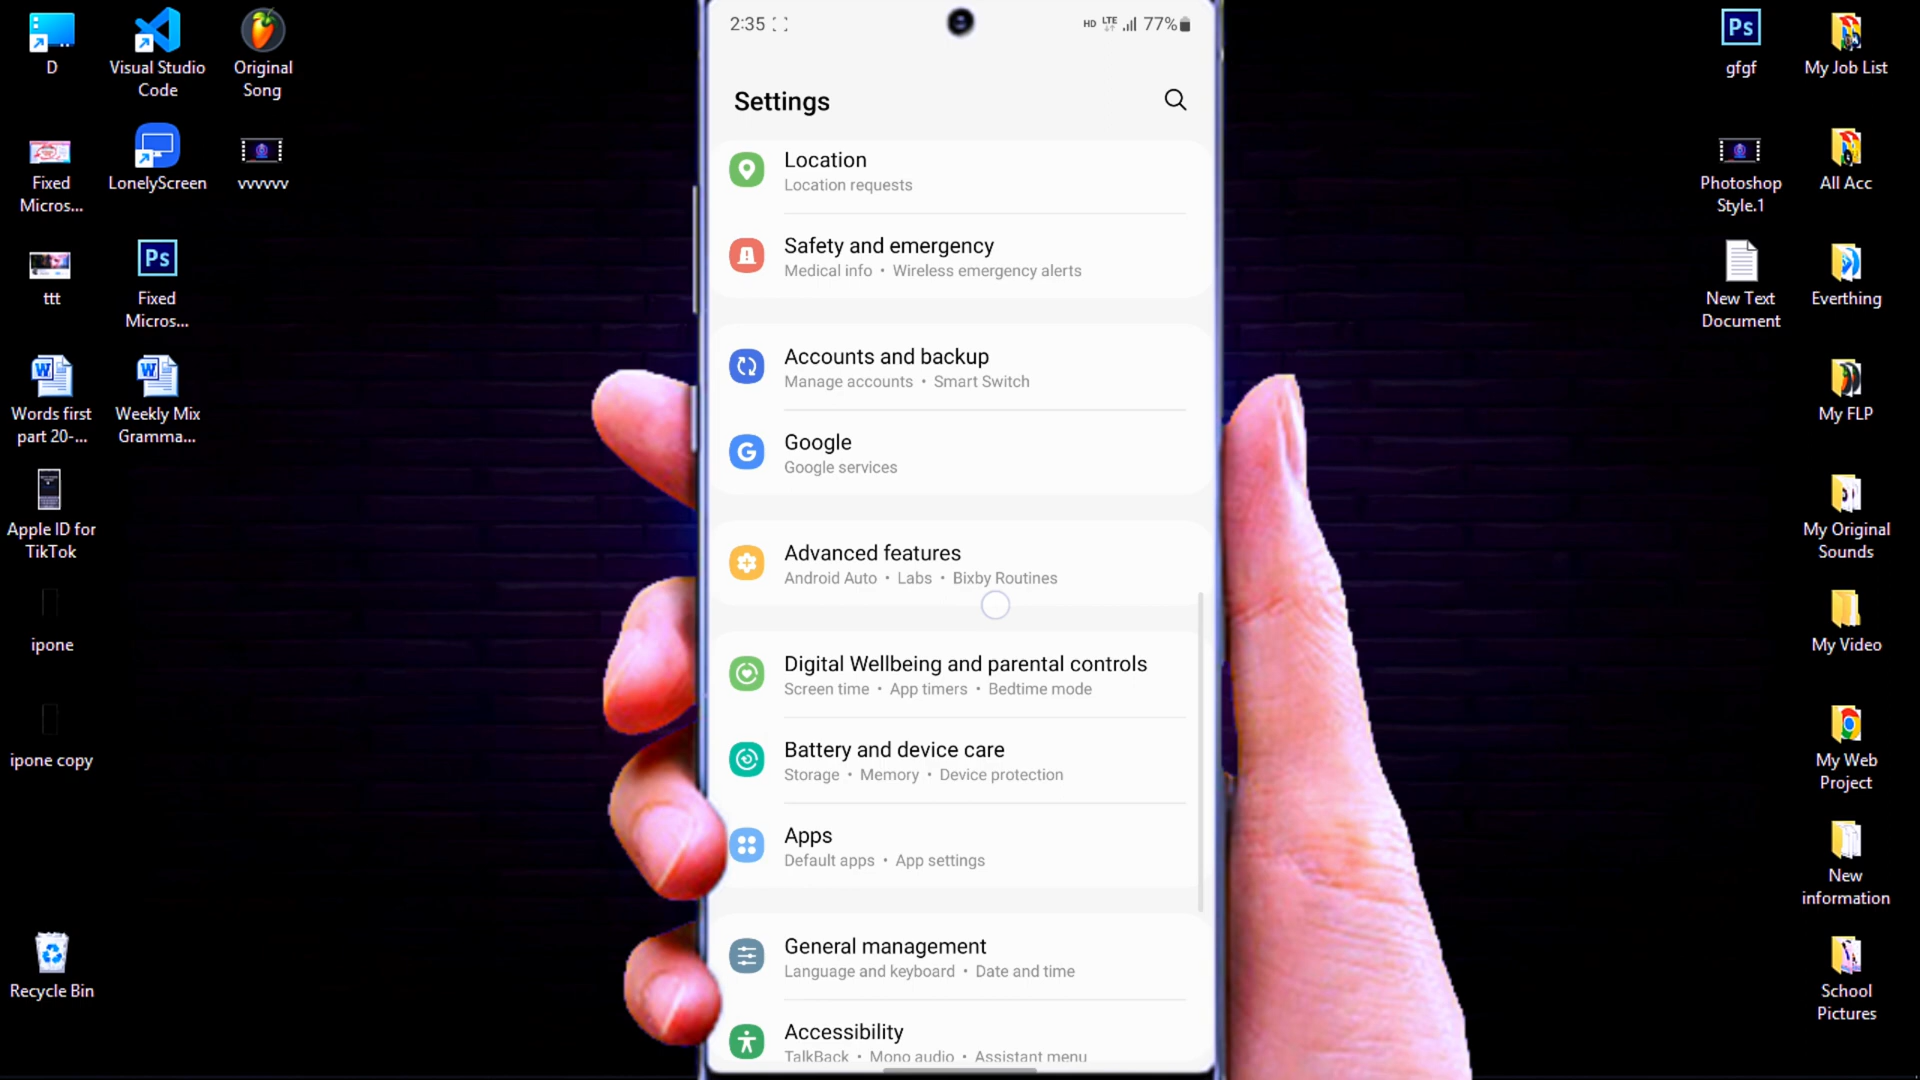 D
Visual Studio
Code
Original
Song
Fixed
Micros...
LonelyScreen
vvvvvv
ttt
Ps
Fixed
Micros...
W
Words first
part 20-...
W
Weekly Mix
Gramma...
Apple ID for
TikTok
ipone
ipone copy
Recycle Bin
2:35
HD LTE 77%
Settings
Location
Location requests
Safety and emergency
Medical info • Wireless emergency alerts
Accounts and backup
Manage accounts • Smart Switch
G
Google
Google services
Advanced features
Android Auto • Labs • Bixby Routines
Digital Wellbeing and parental controls
Screen time • App timers • Bedtime mode
Battery and device care
Storage • Memory • Device protection
Apps
Default apps • App settings
General management
Language and keyboard • Date and time
Accessibility
TalkBack • Mono audio • Assistant menu
Ps
gfgf
My Job List
Photoshop
Style.1
All Acc
New Text
Document
Everthing
My FLP
My Original
Sounds
My Video
My Web
Project
New
information
School
Pictures